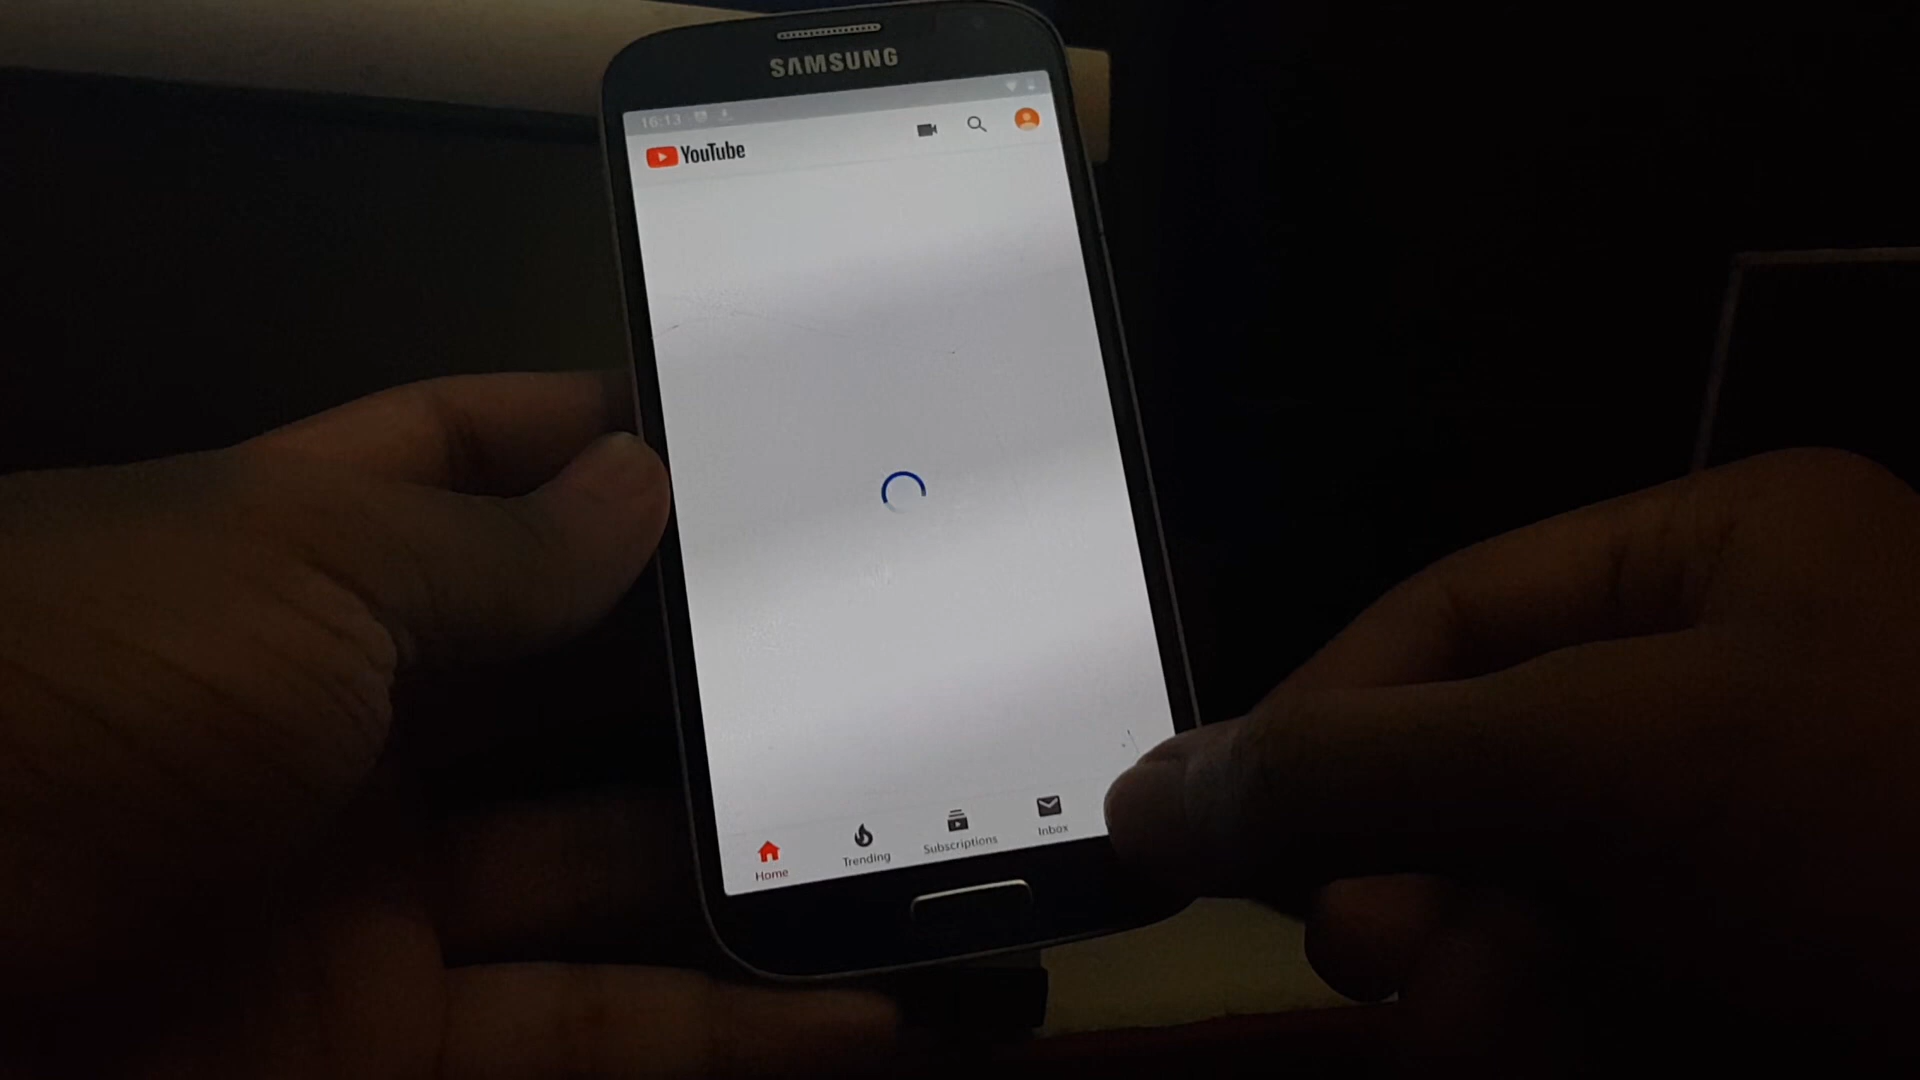 SAMSUNG
16:13
YouTube
Home
Trending
Subscriptions
Inbox